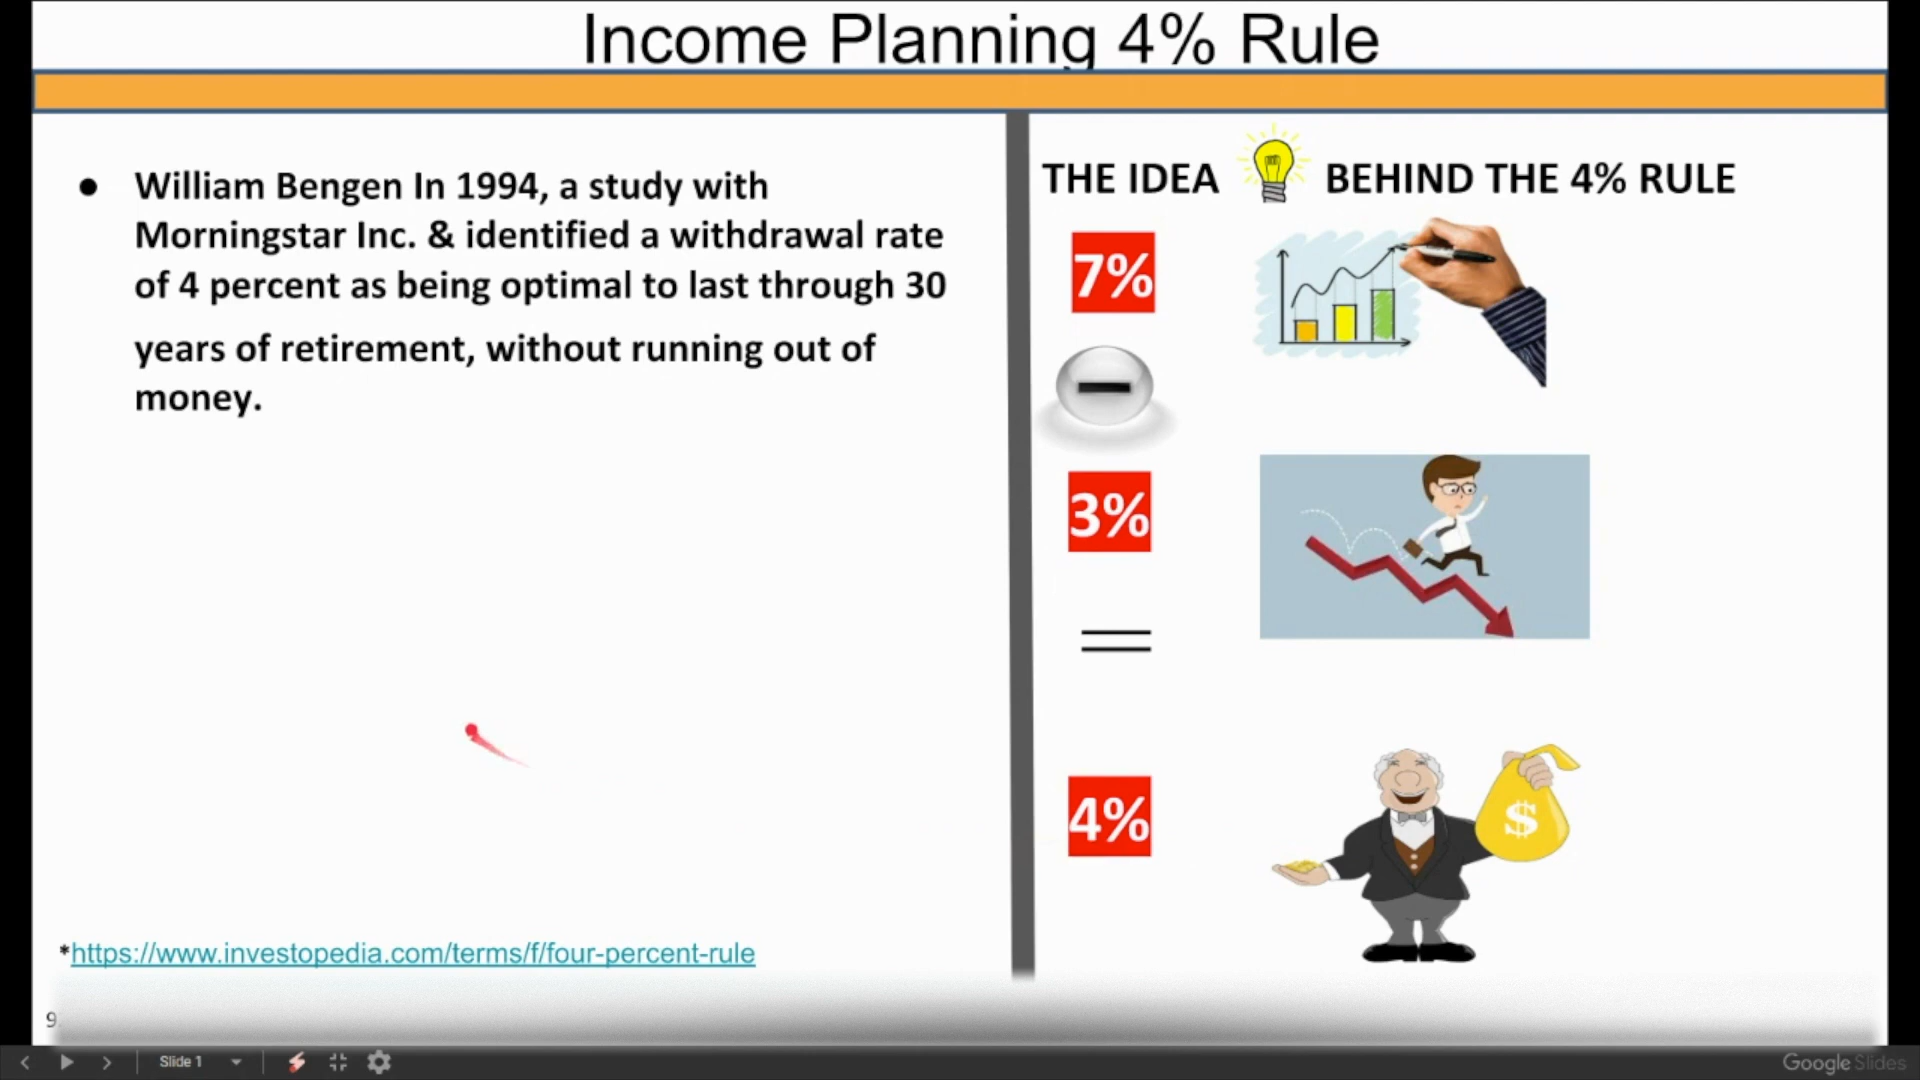 Income Planning 4% Rule
● William Bengen In 1994, a study with
Morningstar Inc. & identified a withdrawal rate
of 4 percent as being optimal to last through 30
years of retirement, without running out of
money.
*https://www.investopedia.com/terms/f/four-percent-rule
9
THE IDEA BEHIND THE 4% RULE
7%
3%
4%
$
Slide 1
Google Slides